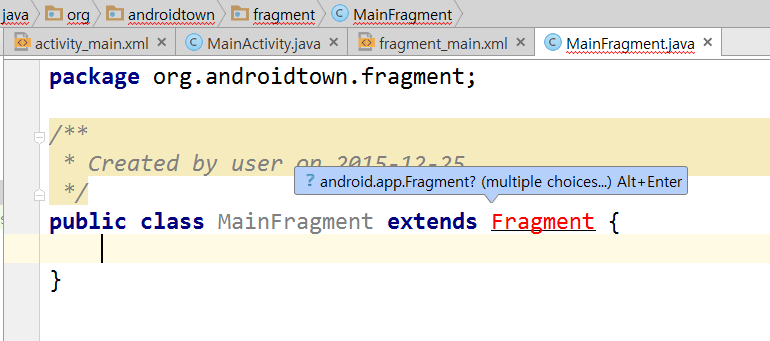 java org androidtown fragment MainFragment
activity_main.xml MainActivity.java fragment_main.xml MainFragment.java
package org.androidtown.fragment;
/**
* Created by user on 2015-12-25
? android.app.Fragment? (multiple choices...) Alt+Enter
*/
public class MainFragment extends Fragment {
}